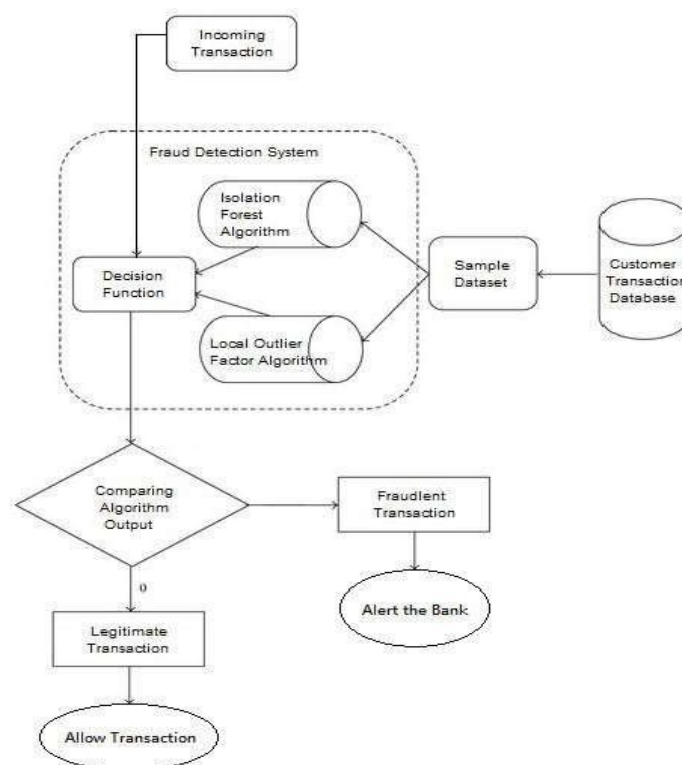 Incoming
Transaction
Fraud Detection System
Isolation
Forest
Algorithm
Decision
Function
Sample
Dataset
Customer
Transaction
Database
Local Outlier
Factor Algorithm
Comparing
Algorithm
Output
Fraudlent
Transaction
0
Alert the Bank
Legitimate
Transaction
Allow Transaction